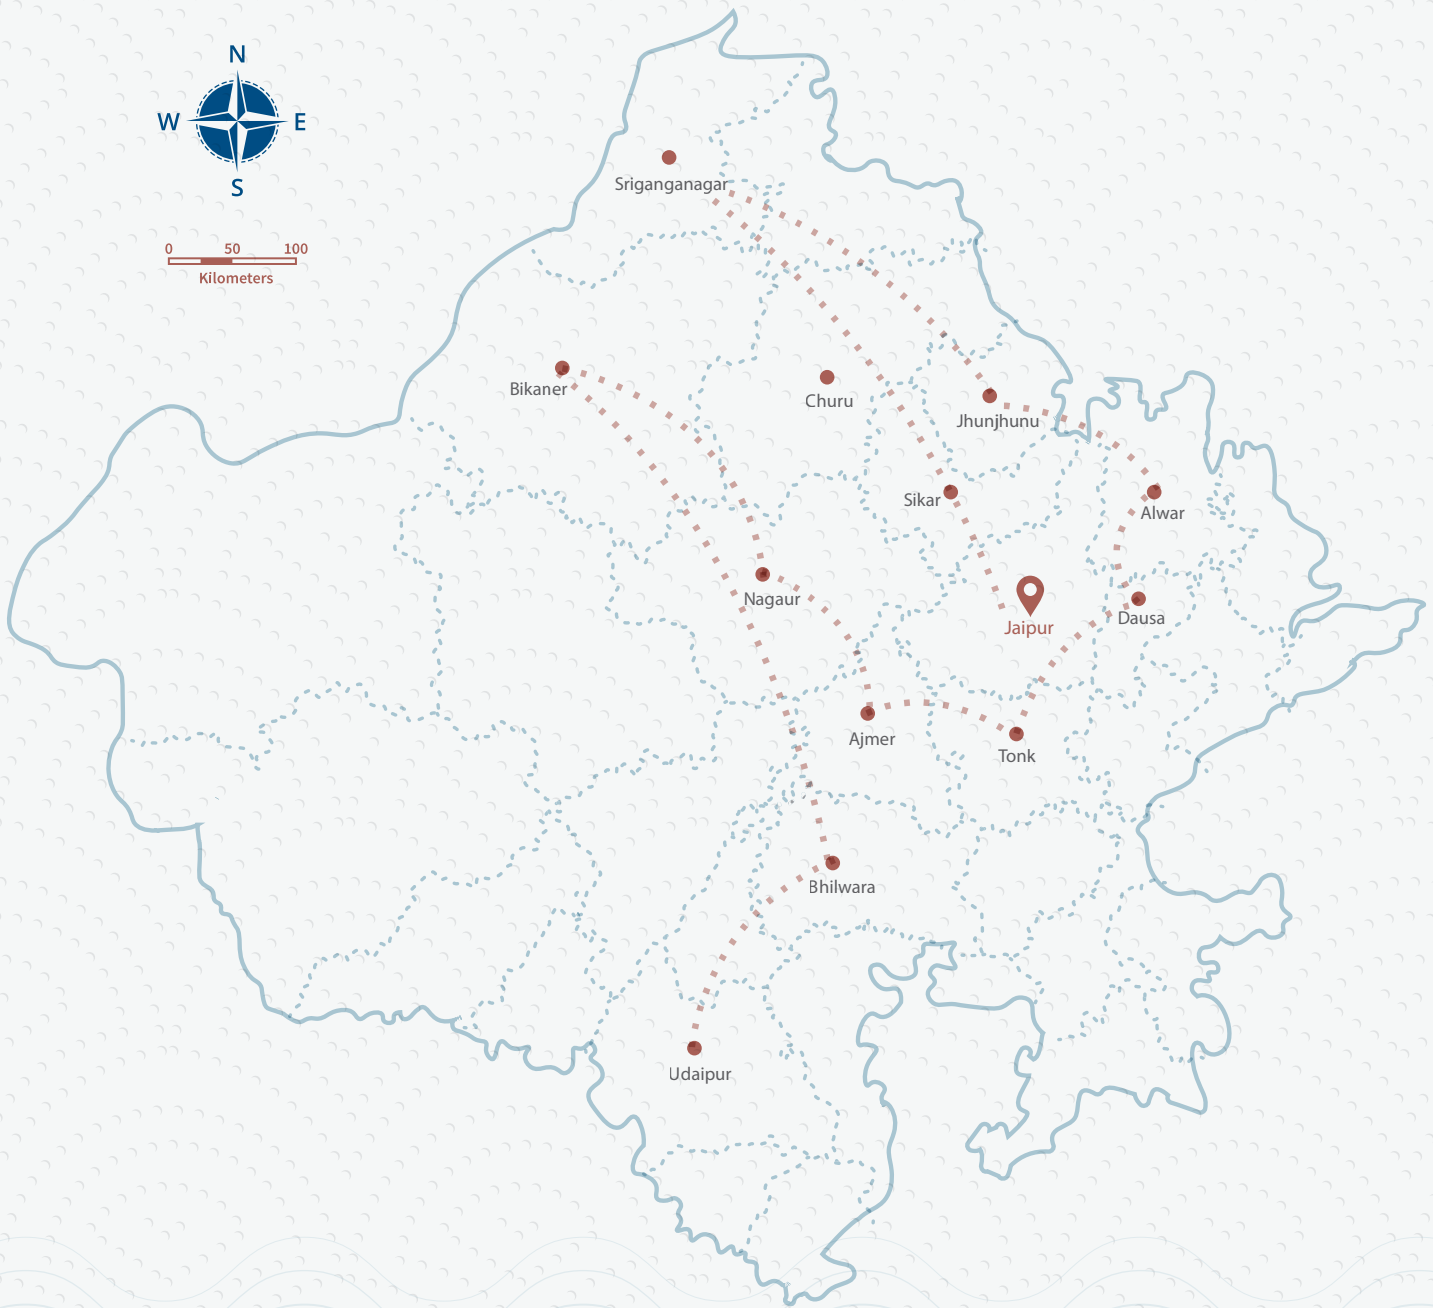 N
W E
S
0 50 100
Kilometers
Sriganganagar
Bikaner
Churu
Jhunjhunu
Sikar
Alwar
Nagaur
Jaipur
Dausa
Ajmer
Tonk
Bhilwara
Udaipur